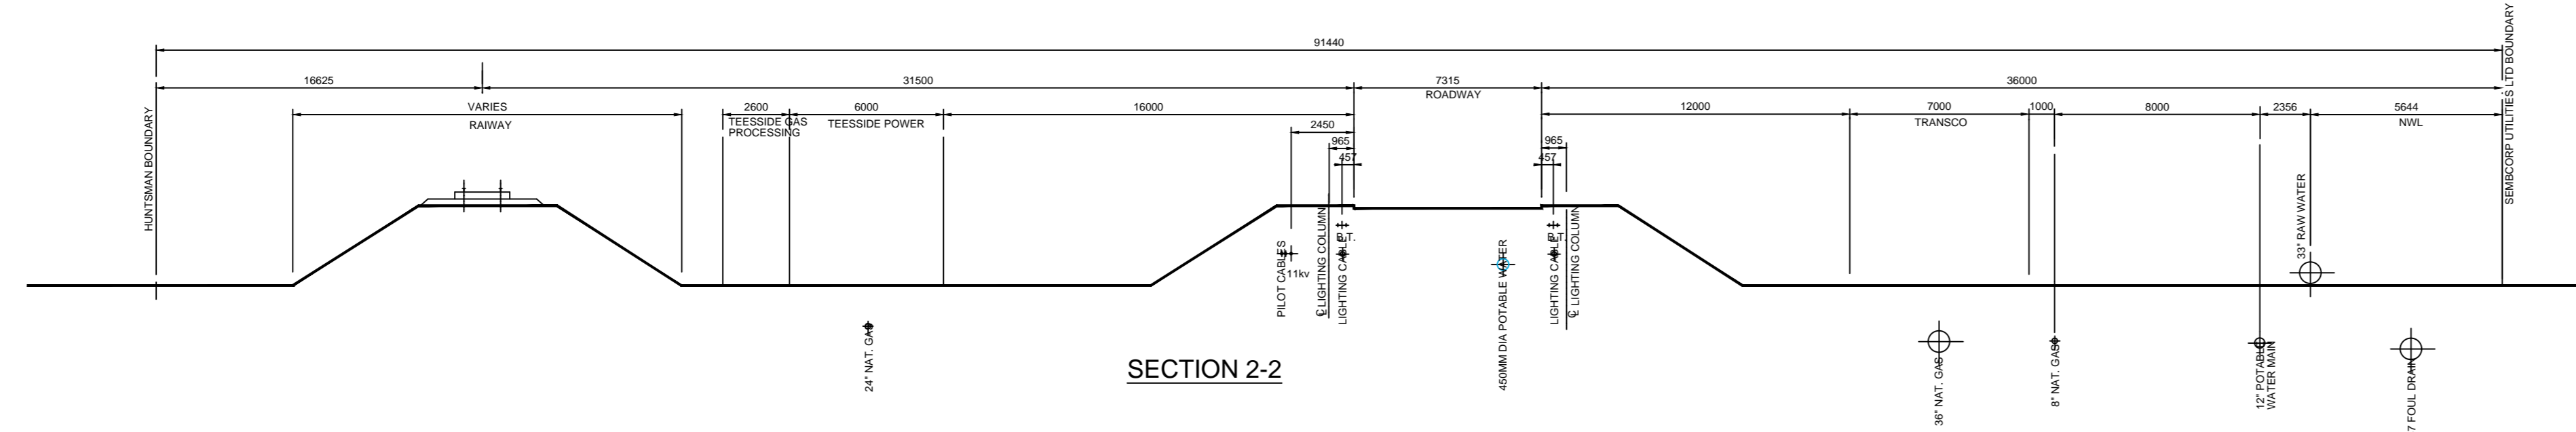 91440
16625
31500
7315
ROADWAY
36000
VARIES
RAIWAY
2600
TEESSIDE GAS
PROCESSING
6000
TEESSIDE POWER
16000
2450
965
457
965
457
12000
7000
TRANSCO
1000
8000
2356
5644
NWL
HUNTSMAN BOUNDARY
SEMBCORP UTILITIES LTD BOUNDARY
24" NAT. GAS
PILOT CABLES
11kv
℄ LIGHTING COLUMN
LIGHTING CABLE
B.T.
450MM DIA POTABLE WATER
B.T.
LIGHTING CABLE
℄ LIGHTING COLUMN
36" NAT. GAS
8" NAT. GAS
12" POTABLE
WATER MAIN
33" RAW WATER
7 FOUL DRAIN
SECTION 2-2